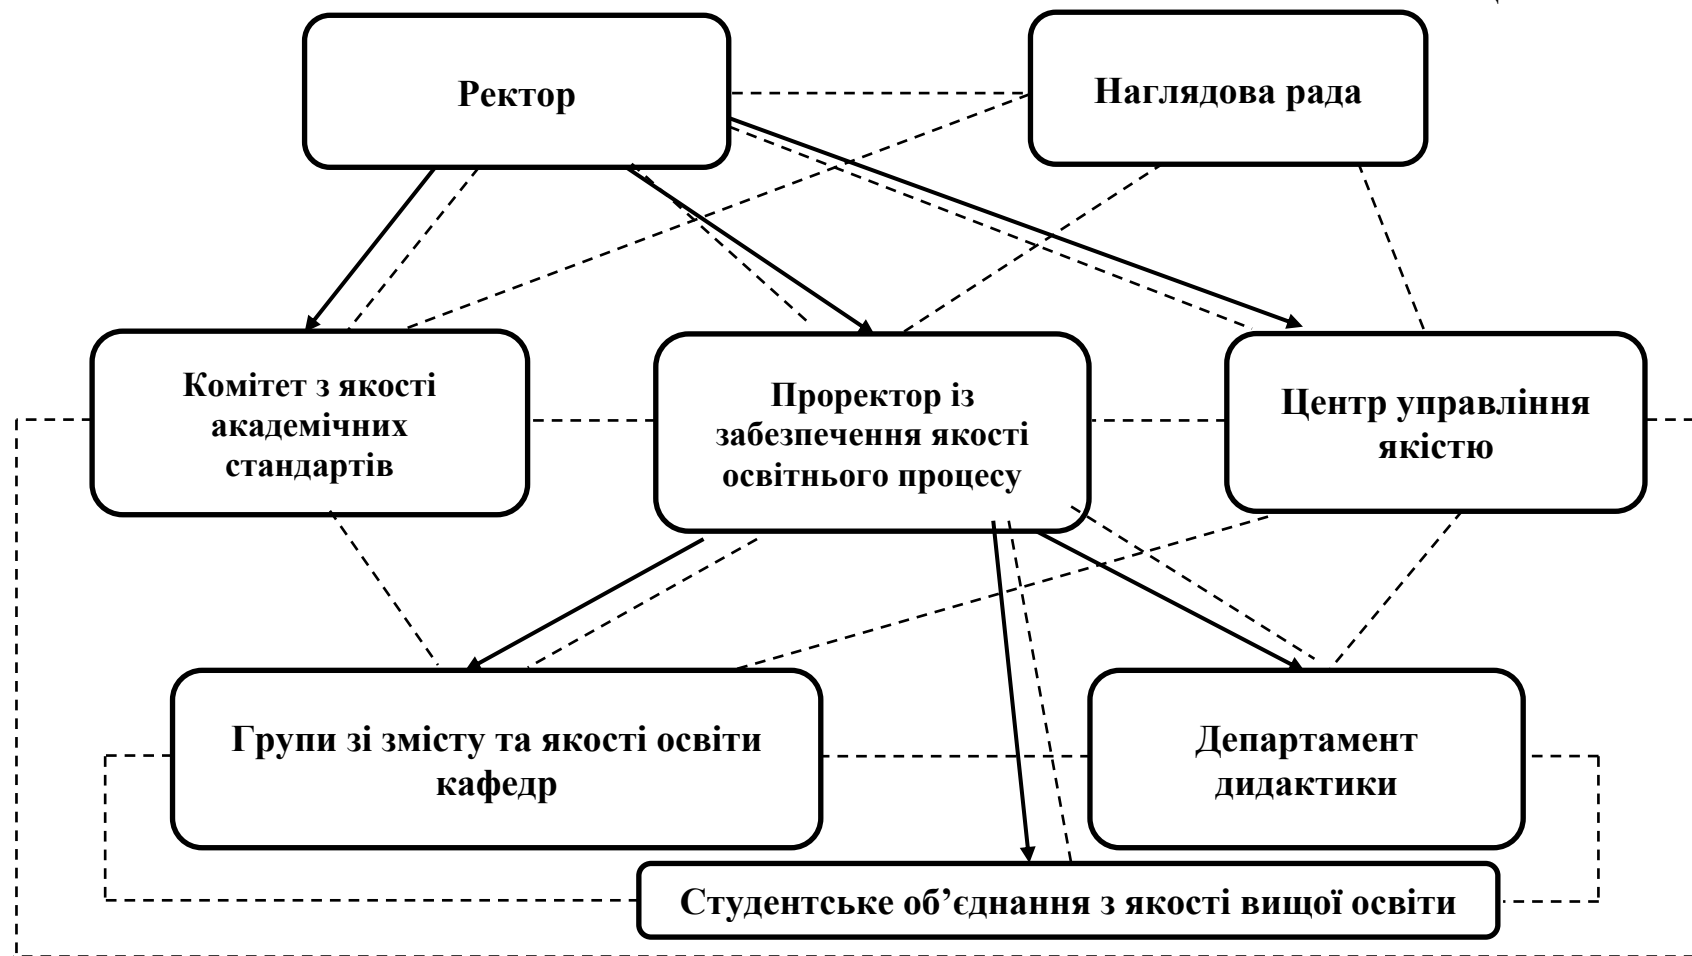 Ректор
Наглядова рада
Комітет з якості
академічних
стандартів
Проректор із
забезпечення якості
освітнього процесу
Центр управління
якістю
Групи зі змісту та якості освіти
кафедр
Департамент
дидактики
Студентське об’єднання з якості вищої освіти